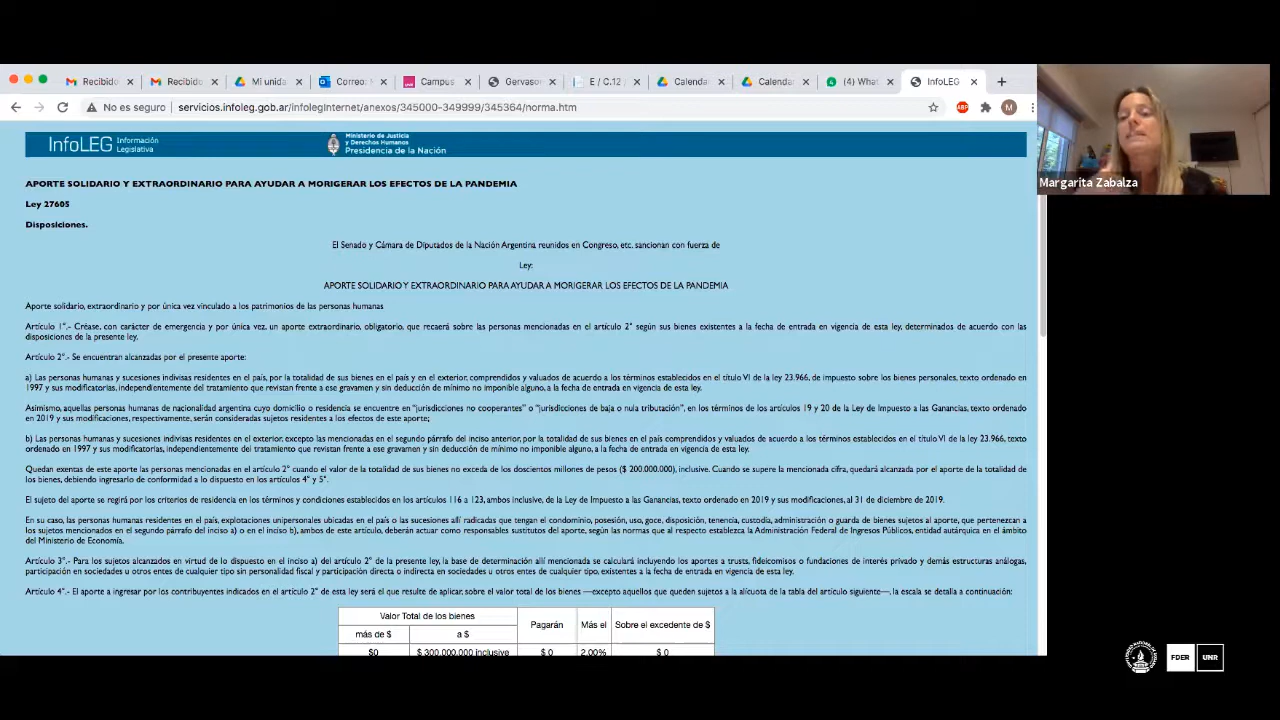 Recibido
Recibido
Mi unida
Correo:
Campus
Gervaso
E / C.12 /
Calenda
Calendar
(4) What
InfoLEG
No es seguro
servicios.infoleg.gob.ar/infolegInternet/anexos/345000-349999/345364/norma.htm
ABP
M
InfoLEG Información Legislativa
Ministerio de Justicia
y Derechos Humanos
Presidencia de la Nación
Margarita Zabalza
APORTE SOLIDARIO Y EXTRAORDINARIO PARA AYUDAR A MORIGERAR LOS EFECTOS DE LA PANDEMIA
Ley 27605
Disposiciones.
El Senado y Cámara de Diputados de la Nación Argentina reunidos en Congreso, etc. sancionan con fuerza de
Ley:
APORTE SOLIDARIO Y EXTRAORDINARIO PARA AYUDAR A MORIGERAR LOS EFECTOS DE LA PANDEMIA
Aporte solidario, extraordinario y por única vez vinculado a los patrimonios de las personas humanas
Artículo 1°.- Créase, con carácter de emergencia y por única vez, un aporte extraordinario, obligatorio, que recaerá sobre las personas mencionadas en el artículo 2° según sus bienes existentes a la fecha de entrada en vigencia de esta ley, determinados de acuerdo con las
disposiciones de la presente ley.
Artículo 2°.- Se encuentran alcanzadas por el presente aporte:
a) Las personas humanas y sucesiones indivisas residentes en el país, por la totalidad de sus bienes en el país y en el exterior, comprendidos y valuados de acuerdo a los términos establecidos en el título VI de la ley 23.966, de impuesto sobre los bienes personales, texto ordenado en
1997 y sus modificatorias, independientemente del tratamiento que revistan frente a ese gravamen y sin deducción de mínimo no imponible alguno, a la fecha de entrada en vigencia de esta ley.
Asimismo, aquellas personas humanas de nacionalidad argentina cuyo domicilio o residencia se encuentre en “jurisdicciones no cooperantes” o “jurisdicciones de baja o nula tributación”, en los términos de los artículos 19 y 20 de la Ley de Impuesto a las Ganancias, texto ordenado
en 2019 y sus modificaciones, respectivamente, serán consideradas sujetos residentes a los efectos de este aporte;
b) Las personas humanas y sucesiones indivisas residentes en el exterior, excepto las mencionadas en el segundo párrafo del inciso anterior, por la totalidad de sus bienes en el país comprendidos y valuados de acuerdo a los términos establecidos en el título VI de la ley 23.966, texto
ordenado en 1997 y sus modificatorias, independientemente del tratamiento que revistan frente a ese gravamen y sin deducción de mínimo no imponible alguno, a la fecha de entrada en vigencia de esta ley.
Quedan exentas de este aporte las personas mencionadas en el artículo 2° cuando el valor de la totalidad de sus bienes no exceda de los doscientos millones de pesos ($ 200.000.000), inclusive. Cuando se supere la mencionada cifra, quedará alcanzada por el aporte de la totalidad de
los bienes, debiendo ingresarlo de conformidad a lo dispuesto en los artículos 4° y 5°.
El sujeto del aporte se regirá por los criterios de residencia en los términos y condiciones establecidos en los artículos 116 a 123, ambos inclusive, de la Ley de Impuesto a las Ganancias, texto ordenado en 2019 y sus modificaciones, al 31 de diciembre de 2019.
En su caso, las personas humanas residentes en el país, explotaciones unipersonales ubicadas en el país o las sucesiones allí radicadas que tengan el condominio, posesión, uso, goce, disposición, tenencia, custodia, administración o guarda de bienes sujetos al aporte, que pertenezcan a
los sujetos mencionados en el segundo párrafo del inciso a) o en el inciso b), ambos de este artículo, deberán actuar como responsables sustitutos del aporte, según las normas que al respecto establezca la Administración Federal de Ingresos Públicos, entidad autárquica en el ámbito
del Ministerio de Economía.
Artículo 3°.- Para los sujetos alcanzados en virtud de lo dispuesto en el inciso a) del artículo 2° de la presente ley, la base de determinación allí mencionada se calculará incluyendo los aportes a trusts, fideicomisos o fundaciones de interés privado y demás estructuras análogas,
participación en sociedades u otros entes de cualquier tipo sin personalidad fiscal y participación directa o indirecta en sociedades u otros entes de cualquier tipo, existentes a la fecha de entrada en vigencia de esta ley.
Artículo 4°.- El aporte a ingresar por los contribuyentes indicados en el artículo 2° de esta ley será el que resulte de aplicar, sobre el valor total de los bienes —excepto aquellos que queden sujetos a la alícuota de la tabla del artículo siguiente—, la escala se detalla a continuación:
Valor Total de los bienes Pagarán Más el Sobre el excedente de $
más de $ a $
$0 $ 300.000.000 inclusive $ 0 2,00% $ 0
FDER UNR